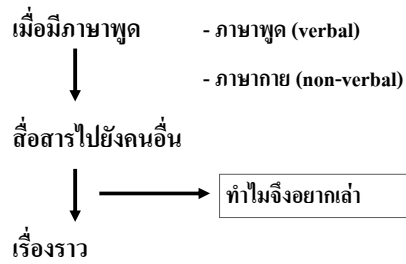 เมื่อมีภาษาพูด
- ภาษาพูด (verbal)
- ภาษากาย (non-verbal)
สื่อสารไปยังคนอื่น
ทำไมจึงอยากเล่า
เรื่องราว